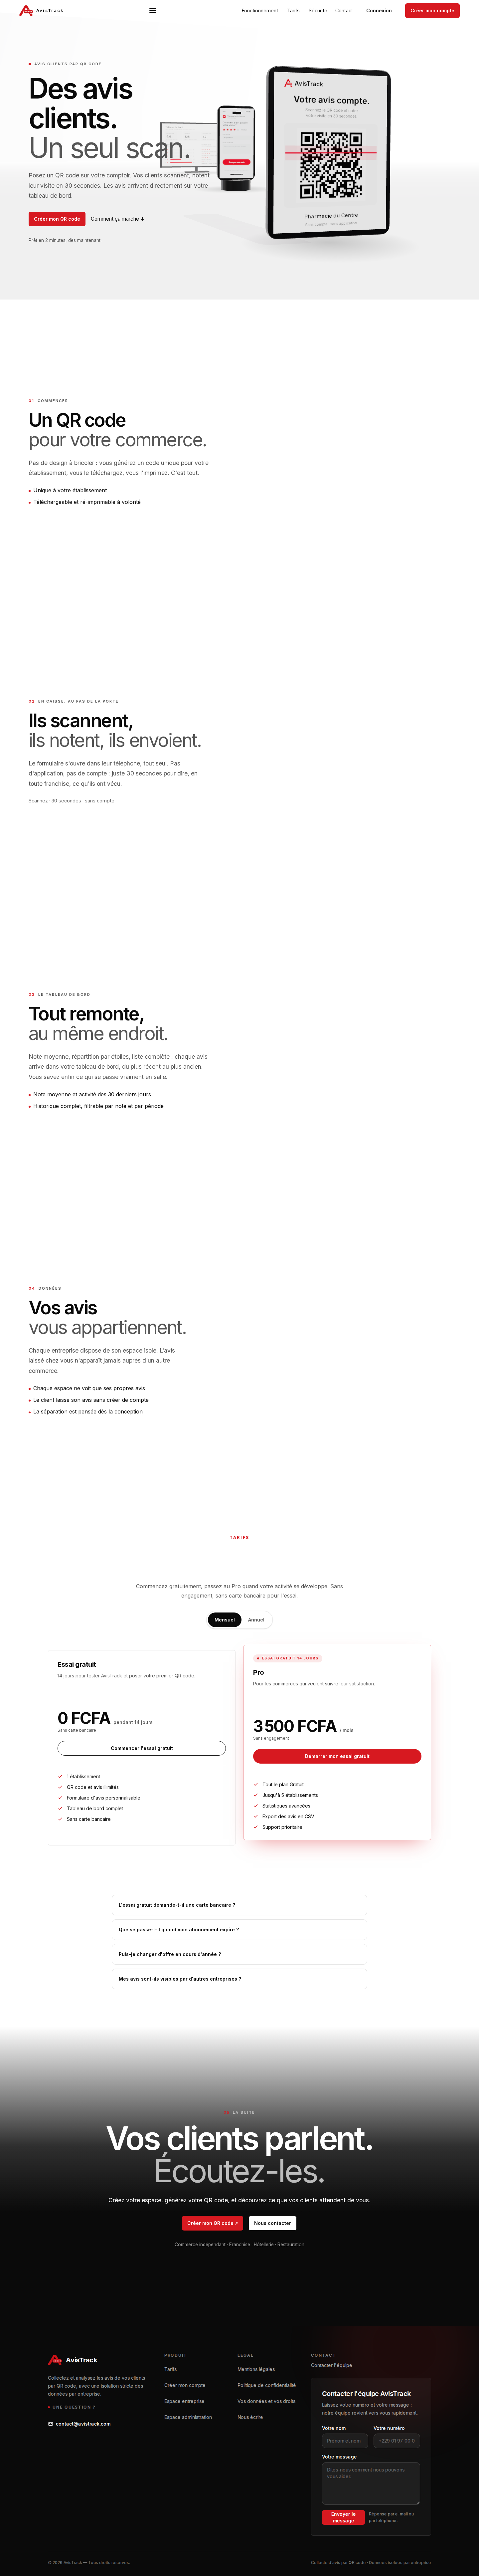 AvisTrack
Fonctionnement
Tarifs
Sécurité
Contact
Connexion
Créer mon compte
AVIS CLIENTS PAR QR CODE
Des avis
clients.
Un seul scan.
Posez un QR code sur votre comptoir. Vos clients scannent, notent
leur visite en 30 secondes. Les avis arrivent directement sur votre
tableau de bord.
Créer mon QR code
Comment ça marche ↓
Prêt en 2 minutes, dès maintenant.
AvisTrack
Votre avis compte.
Scannez le QR code et notez
votre visite en 30 secondes.
Pharmacie du Centre
01 COMMENCER
Un QR code
pour votre commerce.
Pas de design à bricoler : vous générez un code unique pour votre
établissement, vous le téléchargez, vous l'imprimez. C'est tout.
Unique à votre établissement
Téléchargeable et ré-imprimable à volonté
02 EN CAISSE, AU PAS DE LA PORTE
Ils scannent,
ils notent, ils envoient.
Le formulaire s'ouvre dans leur téléphone, tout seul. Pas
d'application, pas de compte : juste 30 secondes pour dire, en
toute franchise, ce qu'ils ont vécu.
Scannez · 30 secondes · sans compte
03 LE TABLEAU DE BORD
Tout remonte,
au même endroit.
Note moyenne, répartition par étoiles, liste complète : chaque avis
arrive dans votre tableau de bord, du plus récent au plus ancien.
Vous savez enfin ce qui se passe vraiment en salle.
Note moyenne et activité des 30 derniers jours
Historique complet, filtrable par note et par période
04 DONNÉES
Vos avis
vous appartiennent.
Chaque entreprise dispose de son espace isolé. L'avis
laissé chez vous n'apparaît jamais auprès d'un autre
commerce.
Chaque espace ne voit que ses propres avis
Le client laisse son avis sans créer de compte
La séparation est pensée dès la conception
TARIFS
Commencez gratuitement, passez au Pro quand votre activité se développe. Sans
engagement, sans carte bancaire pour l'essai.
Mensuel
Annuel
Essai gratuit
14 jours pour tester AvisTrack et poser votre premier QR code.
0 FCFA pendant 14 jours
Sans carte bancaire
Commencer l'essai gratuit
1 établissement
QR code et avis illimités
Formulaire d'avis personnalisable
Tableau de bord complet
Sans carte bancaire
ESSAI GRATUIT 14 JOURS
Pro
Pour les commerces qui veulent suivre leur satisfaction.
3 500 FCFA / mois
Sans engagement
Démarrer mon essai gratuit
Tout le plan Gratuit
Jusqu'à 5 établissements
Statistiques avancées
Export des avis en CSV
Support prioritaire
L'essai gratuit demande-t-il une carte bancaire ?
Que se passe-t-il quand mon abonnement expire ?
Puis-je changer d'offre en cours d'année ?
Mes avis sont-ils visibles par d'autres entreprises ?
LA SUITE
Vos clients parlent.
Écoutez-les.
Créez votre espace, générez votre QR code, et découvrez ce que vos clients attendent de vous.
Créer mon QR code ↗
Nous contacter
Commerce indépendant · Franchise · Hôtellerie · Restauration
AvisTrack
Collectez et analysez les avis de vos clients
par QR code, avec une isolation stricte des
données par entreprise.
UNE QUESTION ?
contact@avistrack.com
PRODUIT
Tarifs
Créer mon compte
Espace entreprise
Espace administration
LÉGAL
Mentions légales
Politique de confidentialité
Vos données et vos droits
Nous écrire
CONTACT
Contacter l'équipe
Contacter l'équipe AvisTrack
Laissez votre numéro et votre message :
notre équipe revient vers vous rapidement.
Votre nom
Votre numéro
Prénom et nom
+229 01 97 00 0
Votre message
Dites-nous comment nous pouvons
vous aider.
Envoyer le
message
Réponse par e-mail ou
par téléphone.
© 2026 AvisTrack — Tous droits réservés.
Collecte d'avis par QR code · Données isolées par entreprise